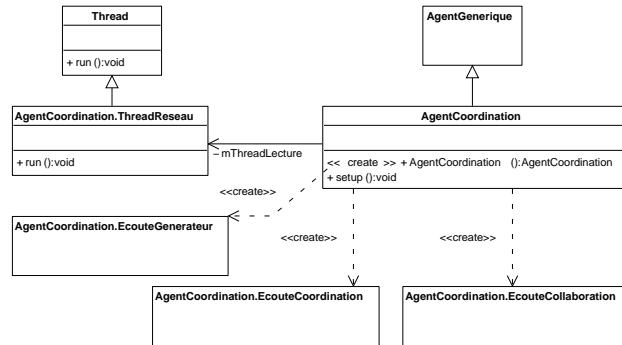 Thread
+ run ():void
AgentGenerique
AgentCoordination.ThreadReseau
+ run ():void
AgentCoordination
<< create >> + AgentCoordination ():AgentCoordination
+ setup ():void
– mThreadLecture
<<create>>
AgentCoordination.EcouteGenerateur
<<create>>
<<create>>
AgentCoordination.EcouteCoordination
AgentCoordination.EcouteCollaboration